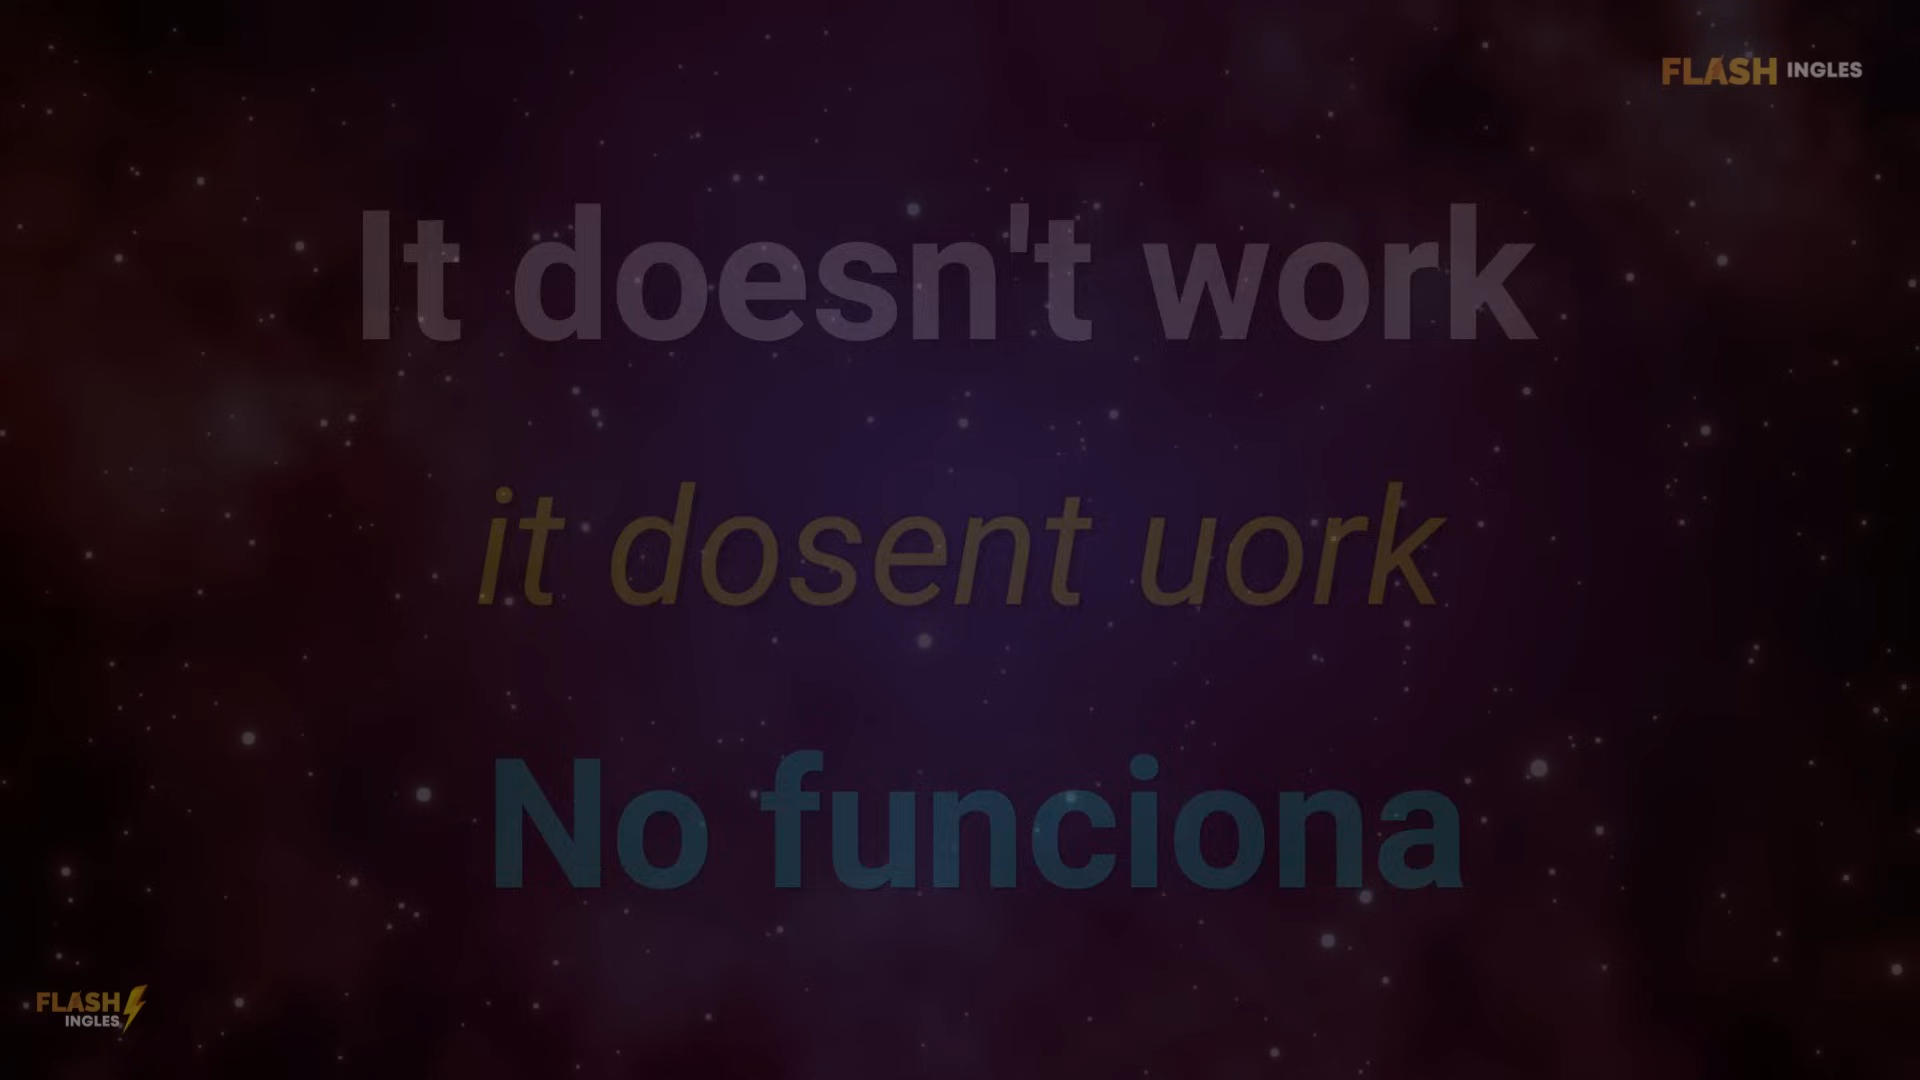 FLASH INGLES
It doesn't work
it dosent uork
No funciona
FLASH
INGLES